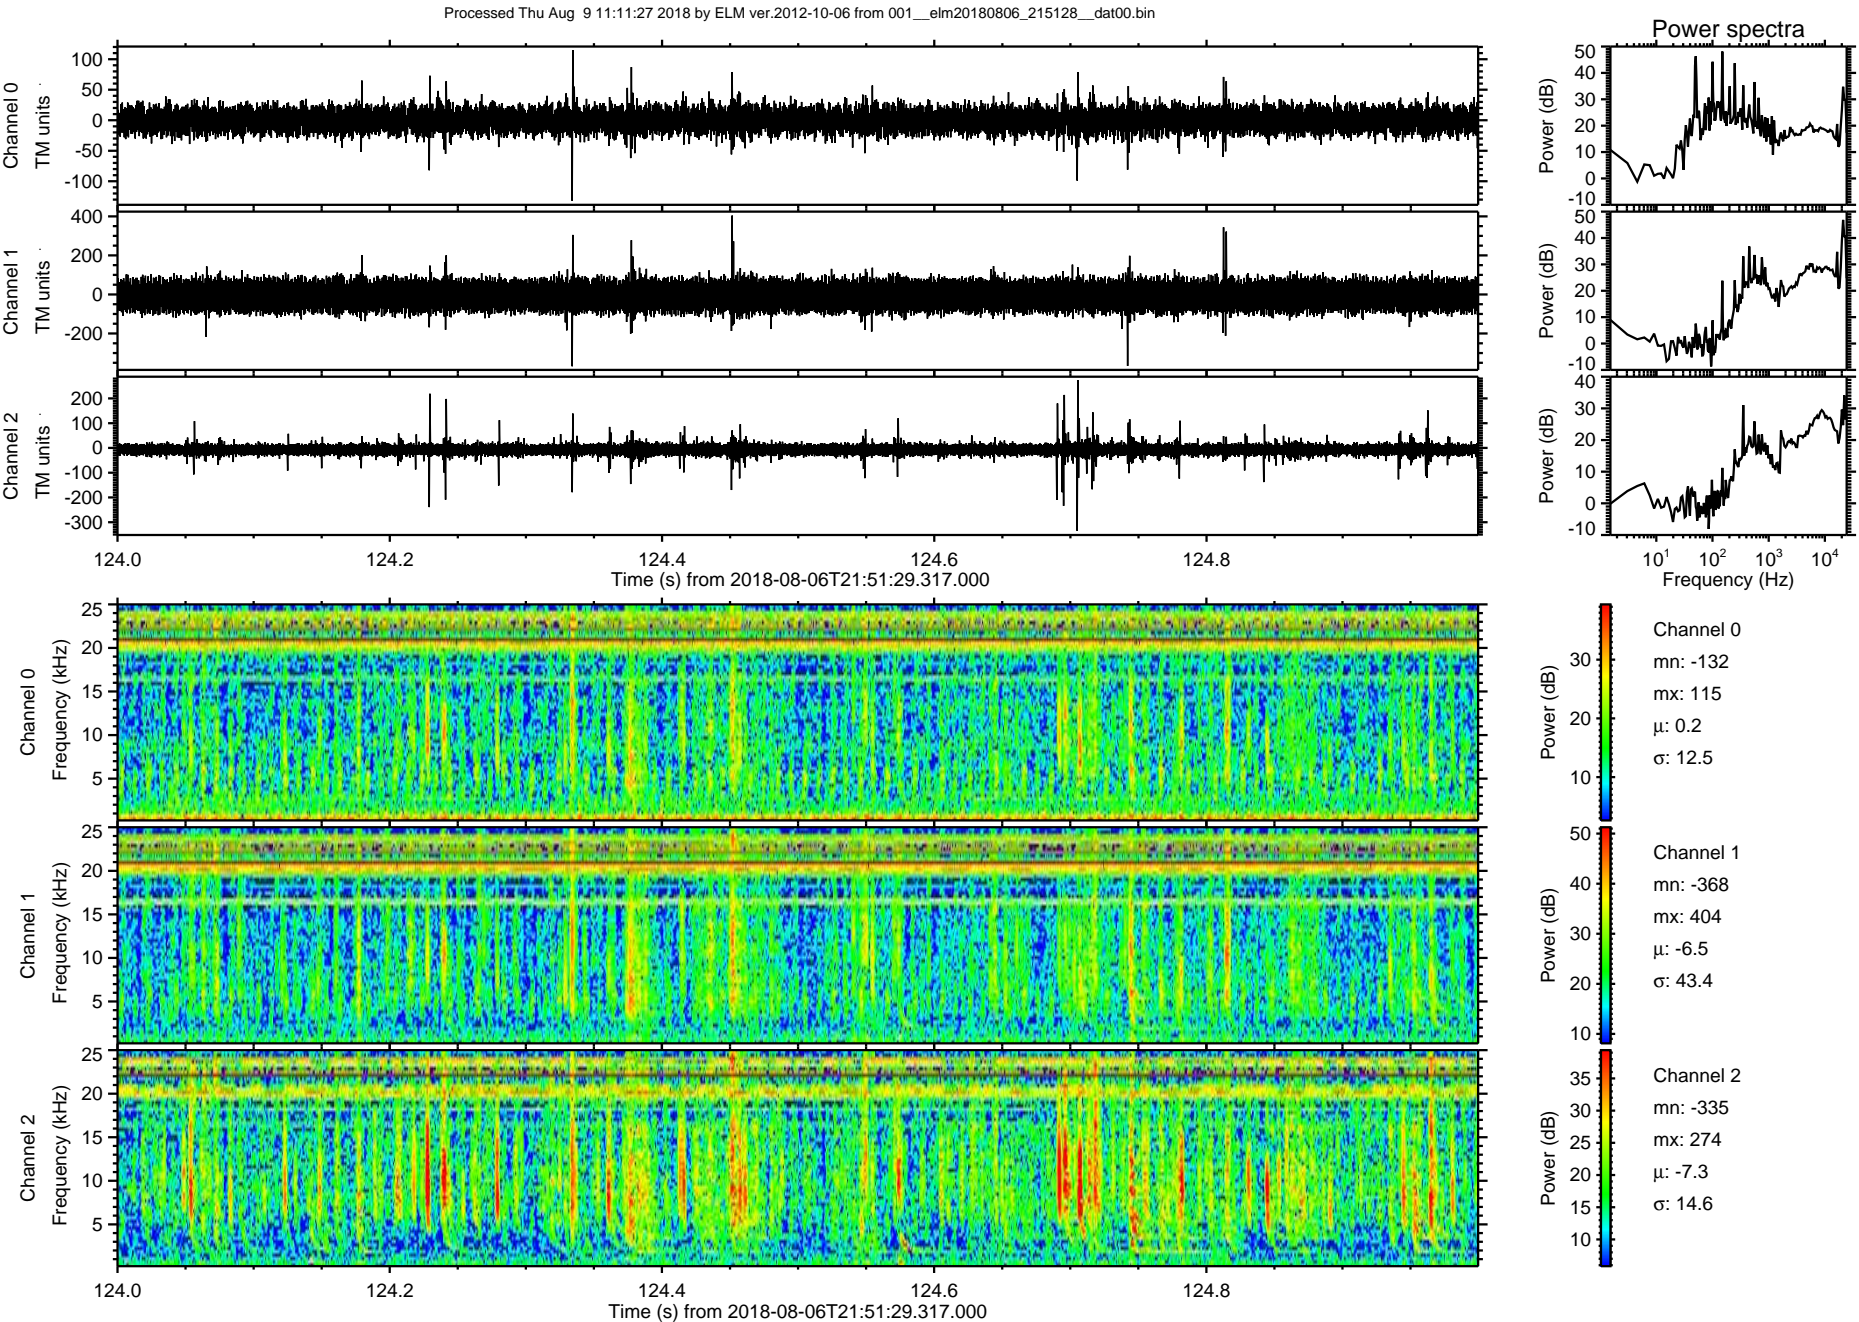 Processed Thu Aug  9 11:11:27 2018 by ELM ver.2012-10-06 from 001__elm20180806_215128__dat00.bin
Power spectra
Channel 0
TM units
100
50
0
-50
-100
Power (dB)
50
40
30
20
10
0
-10
Channel 1
TM units
400
200
0
-200
Power (dB)
50
40
30
20
10
0
-10
Channel 2
TM units
200
100
0
-100
-200
-300
Power (dB)
40
30
20
10
0
-10
124.0 124.2 124.4 124.6 124.8
Time (s) from 2018-08-06T21:51:29.317.000
10¹ 10² 10³ 10⁴
Frequency (Hz)
Channel 0
Frequency (kHz)
25
20
15
10
5
Power (dB)
30
20
10
Channel 0
mn: -132
mx: 115
μ: 0.2
σ: 12.5
Channel 1
Frequency (kHz)
25
20
15
10
5
Power (dB)
50
40
30
20
10
Channel 1
mn: -368
mx: 404
μ: -6.5
σ: 43.4
Channel 2
Frequency (kHz)
25
20
15
10
5
Power (dB)
35
30
25
20
15
10
Channel 2
mn: -335
mx: 274
μ: -7.3
σ: 14.6
124.0 124.2 124.4 124.6 124.8
Time (s) from 2018-08-06T21:51:29.317.000